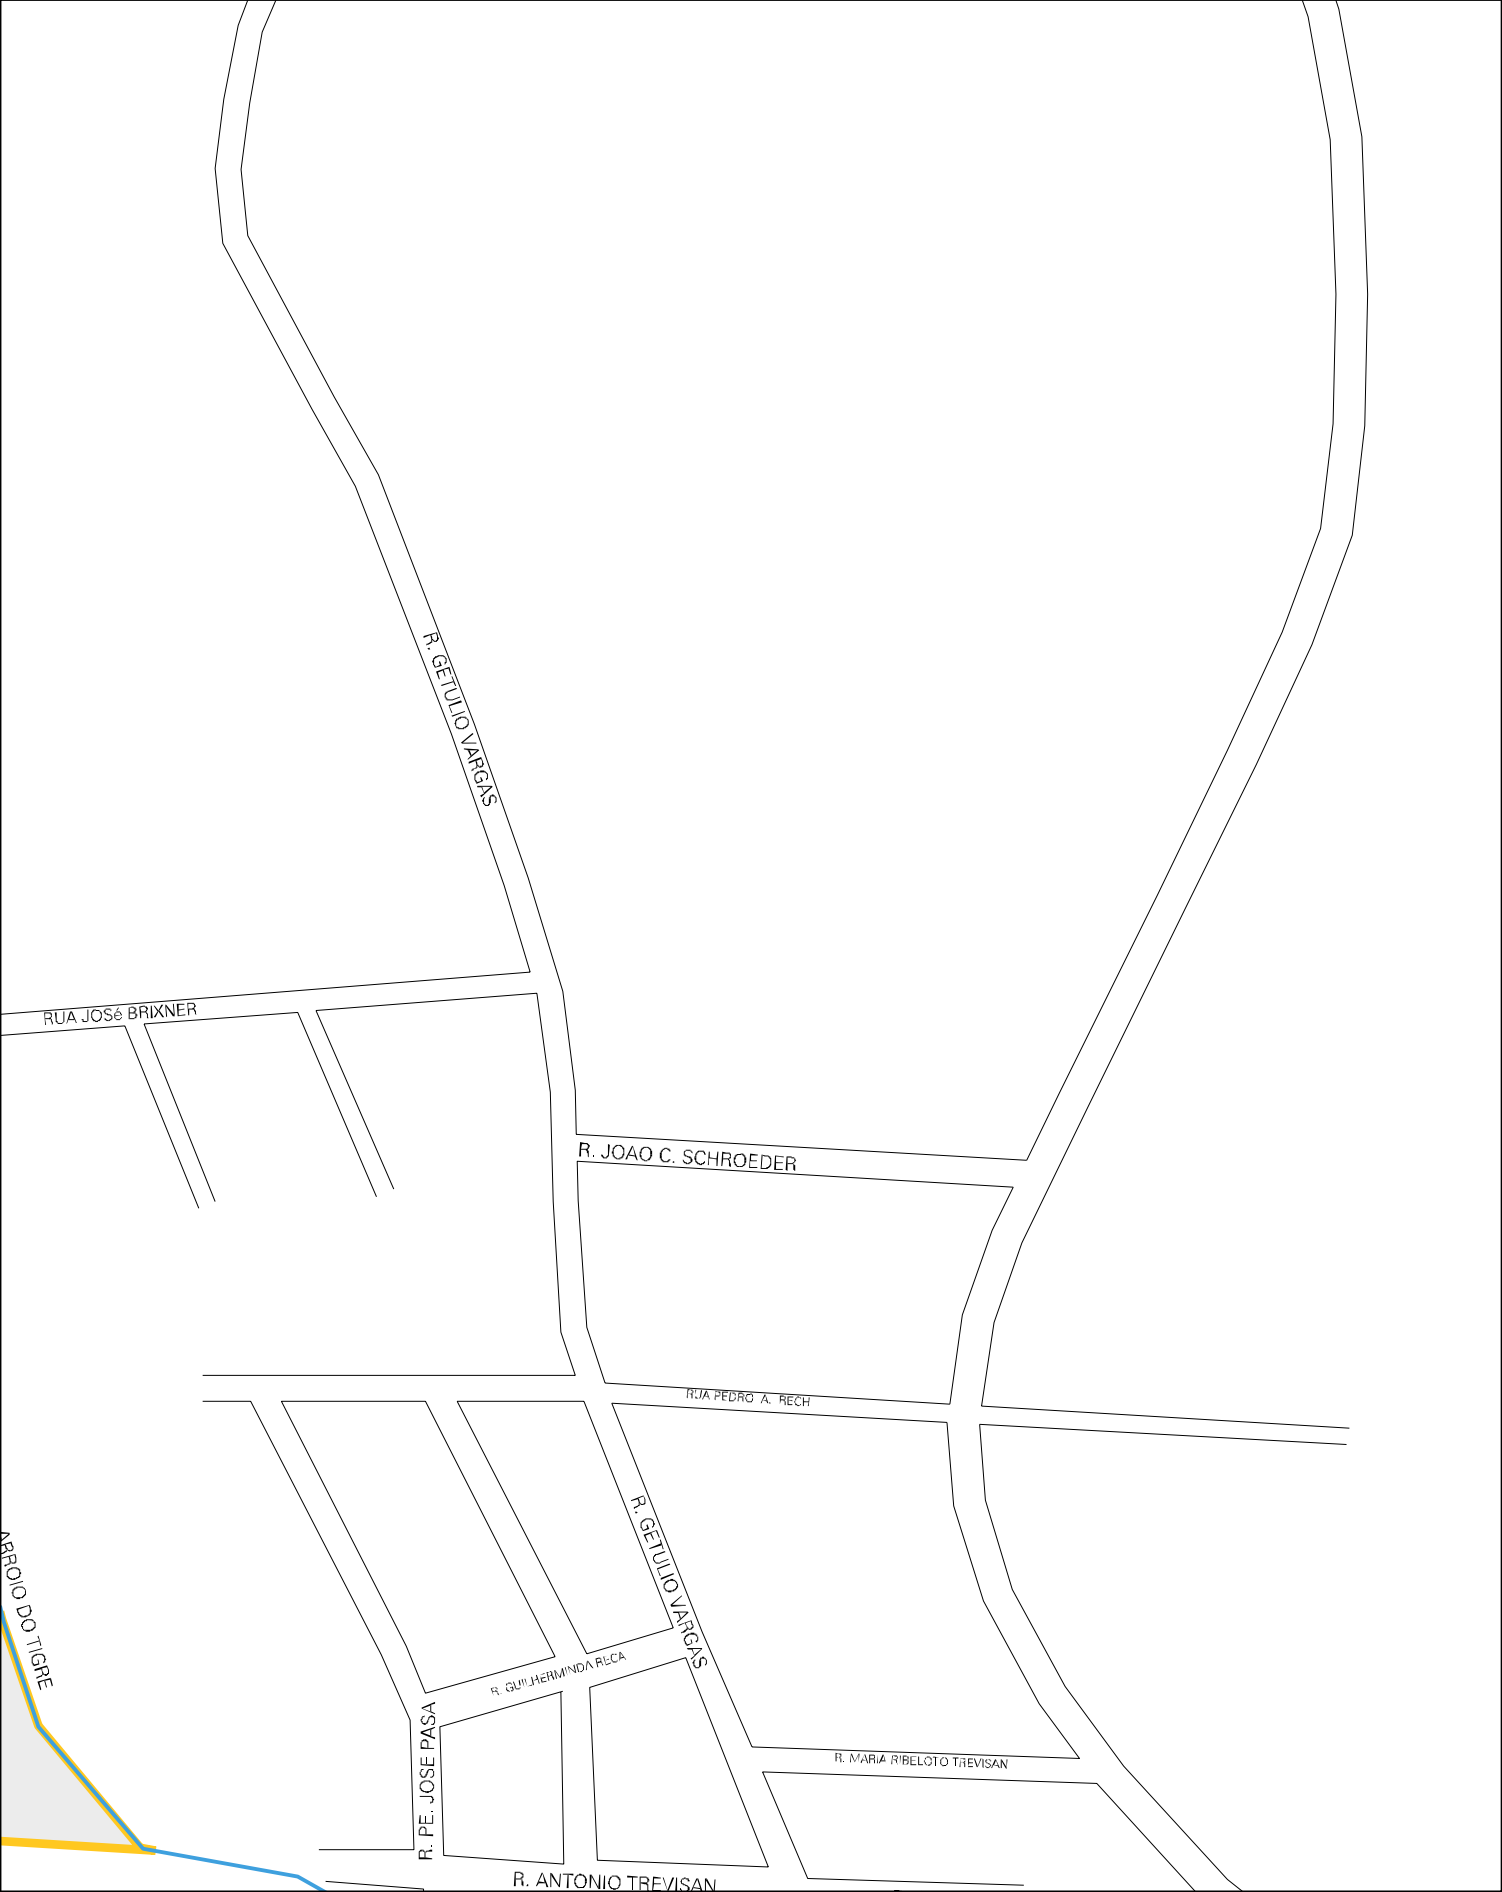 R. GETULIO VARGAS
RUA JOSé BRIXNER
R. JOAO C. SCHROEDER
RUA PEDRO A. RECH
R. GETULIO VARGAS
ARROIO DO TIGRE
R. GUILHERMINDA RECA
R. PE. JOSE PASA
R. MARIA RIBELOTO TREVISAN
R. ANTONIO TREVISAN